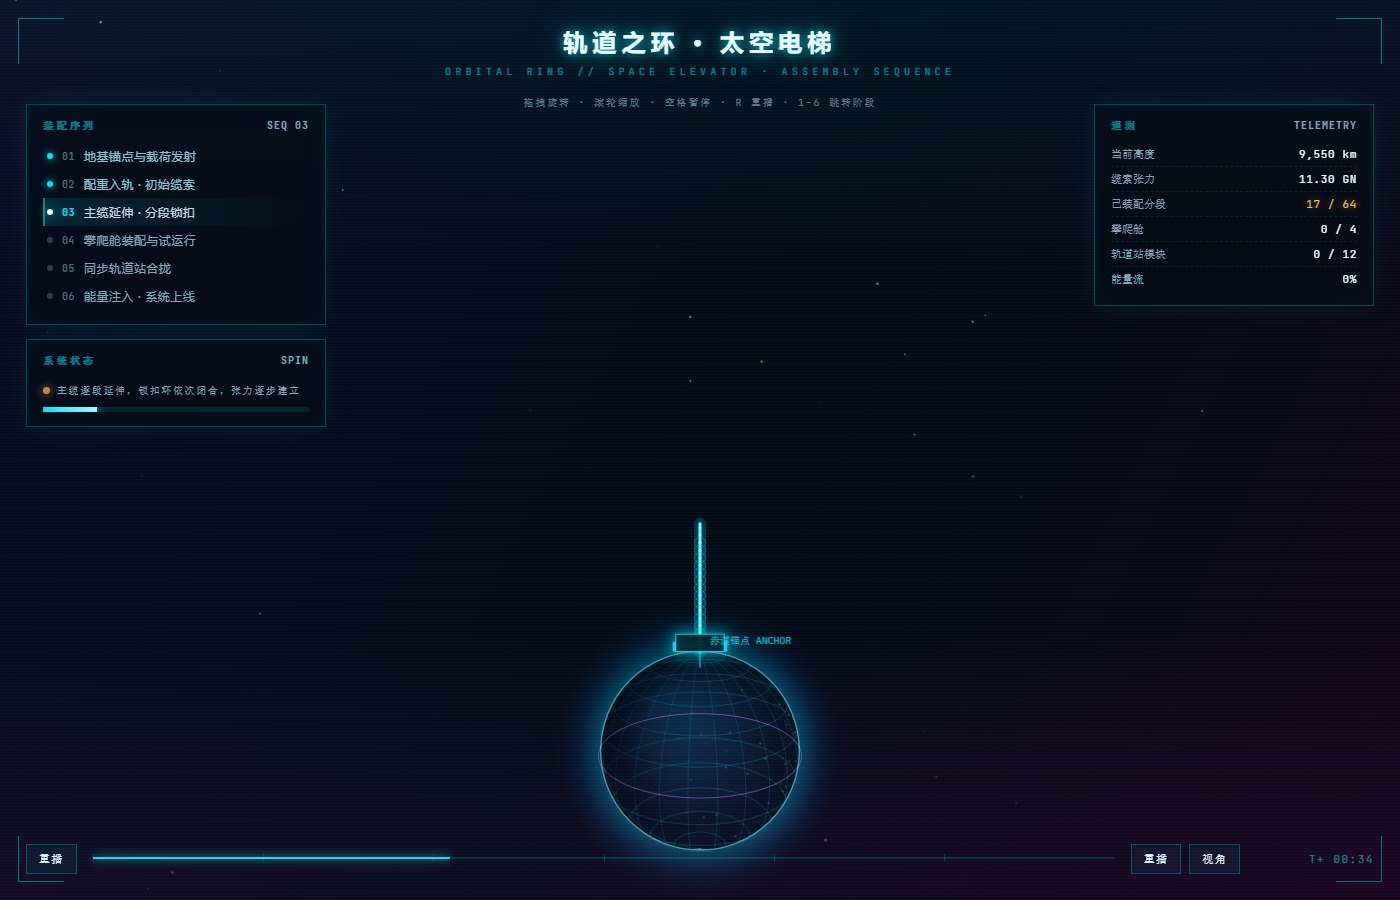 轨道之环 · 太空电梯
ORBITAL RING // SPACE ELEVATOR · ASSEMBLY SEQUENCE
拖拽旋转 · 滚轮缩放 · 空格暂停 · R 重播 · 1-6 跳转阶段
装配序列 SEQ 03
01 地基锚点与载荷发射
02 配重入轨 · 初始缆索
03 主缆延伸 · 分段锁扣
04 攀爬舱装配与试运行
05 同步轨道站合拢
06 能量注入 · 系统上线
系统状态 SPIN
主缆逐段延伸，锁扣环依次闭合，张力逐步建立
遥测 TELEMETRY
当前高度 9,550 km
缆索张力 11.30 GN
已装配分段 17 / 64
攀爬舱 0 / 4
轨道站模块 0 / 12
能量流 0%
赤道锚点 ANCHOR
重播
重播 视角 T+ 00:34